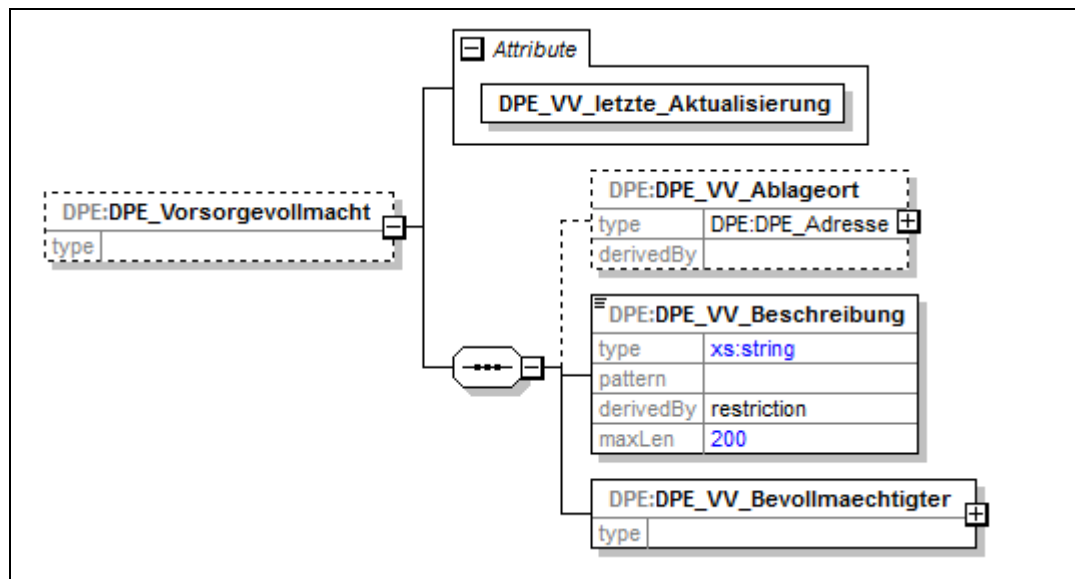 Attribute
DPE_VV_letzte_Aktualisierung
DPE:DPE_Vorsorgevollmacht
type
DPE:DPE_VV_Ablageort
type DPE:DPE_Adresse
derivedBy
DPE:DPE_VV_Beschreibung
type xs:string
pattern
derivedBy restriction
maxLen 200
DPE:DPE_VV_Bevollmaechtigter
type